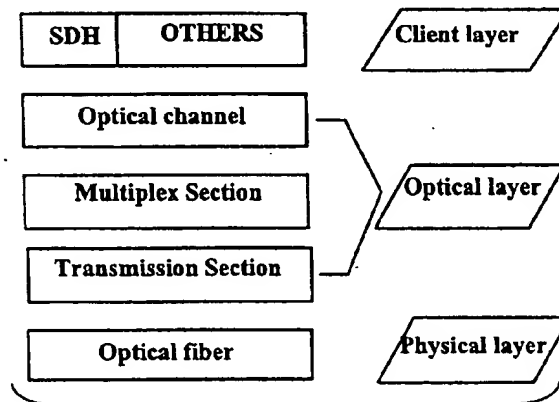 SDH OTHERS Client layer
Optical channel
Multiplex Section Optical layer
Transmission Section
Optical fiber Physical layer